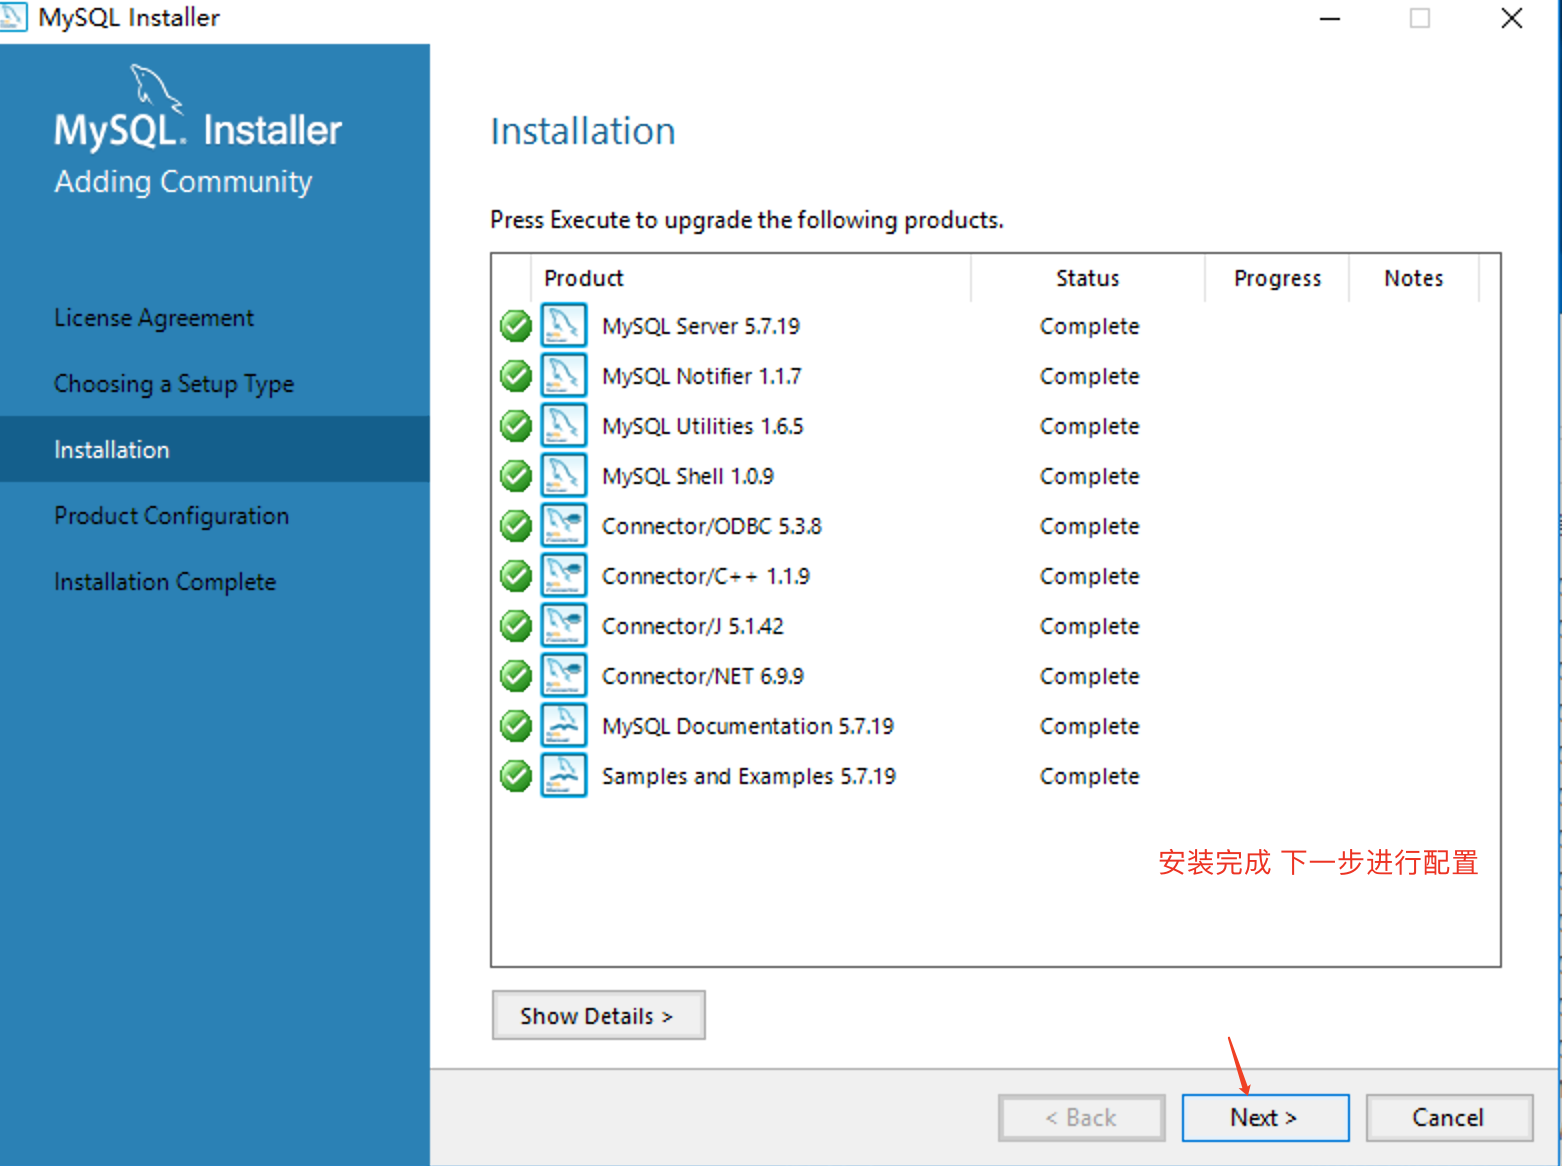 MySQL Installer
MySQL. Installer
Adding Community
License Agreement
Choosing a Setup Type
Installation
Product Configuration
Installation Complete
Installation
Press Execute to upgrade the following products.
Product Status Progress Notes
MySQL Server 5.7.19 Complete
MySQL Notifier 1.1.7 Complete
MySQL Utilities 1.6.5 Complete
MySQL Shell 1.0.9 Complete
Connector/ODBC 5.3.8 Complete
Connector/C++ 1.1.9 Complete
Connector/J 5.1.42 Complete
Connector/NET 6.9.9 Complete
MySQL Documentation 5.7.19 Complete
Samples and Examples 5.7.19 Complete
安装完成 下一步进行配置
Show Details >
< Back Next > Cancel